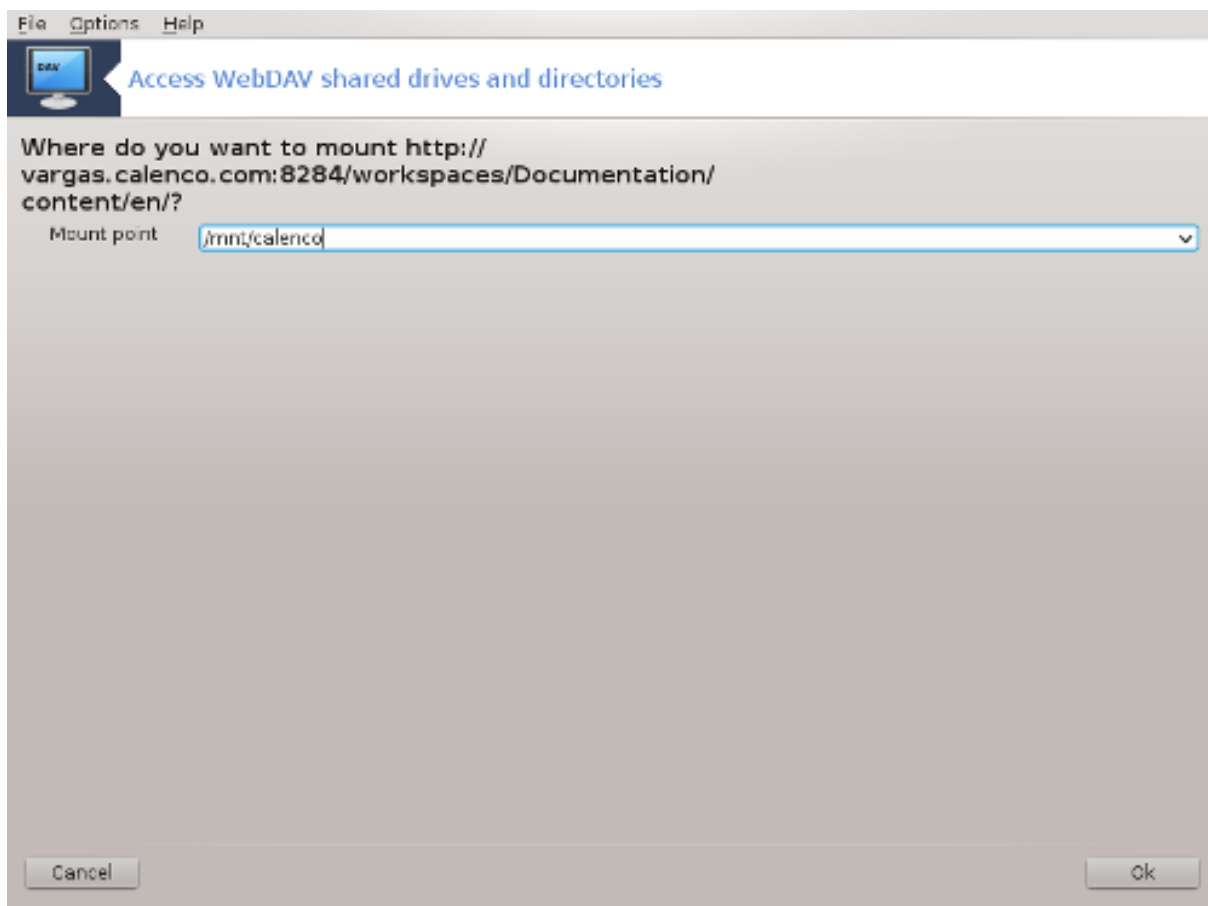 File Options Help
DAV
Access WebDAV shared drives and directories
Where do you want to mount http://
vargas.calenco.com:8284/workspaces/Documentation/
content/en/?
Mount point /mnt/calenco
Cancel Ok